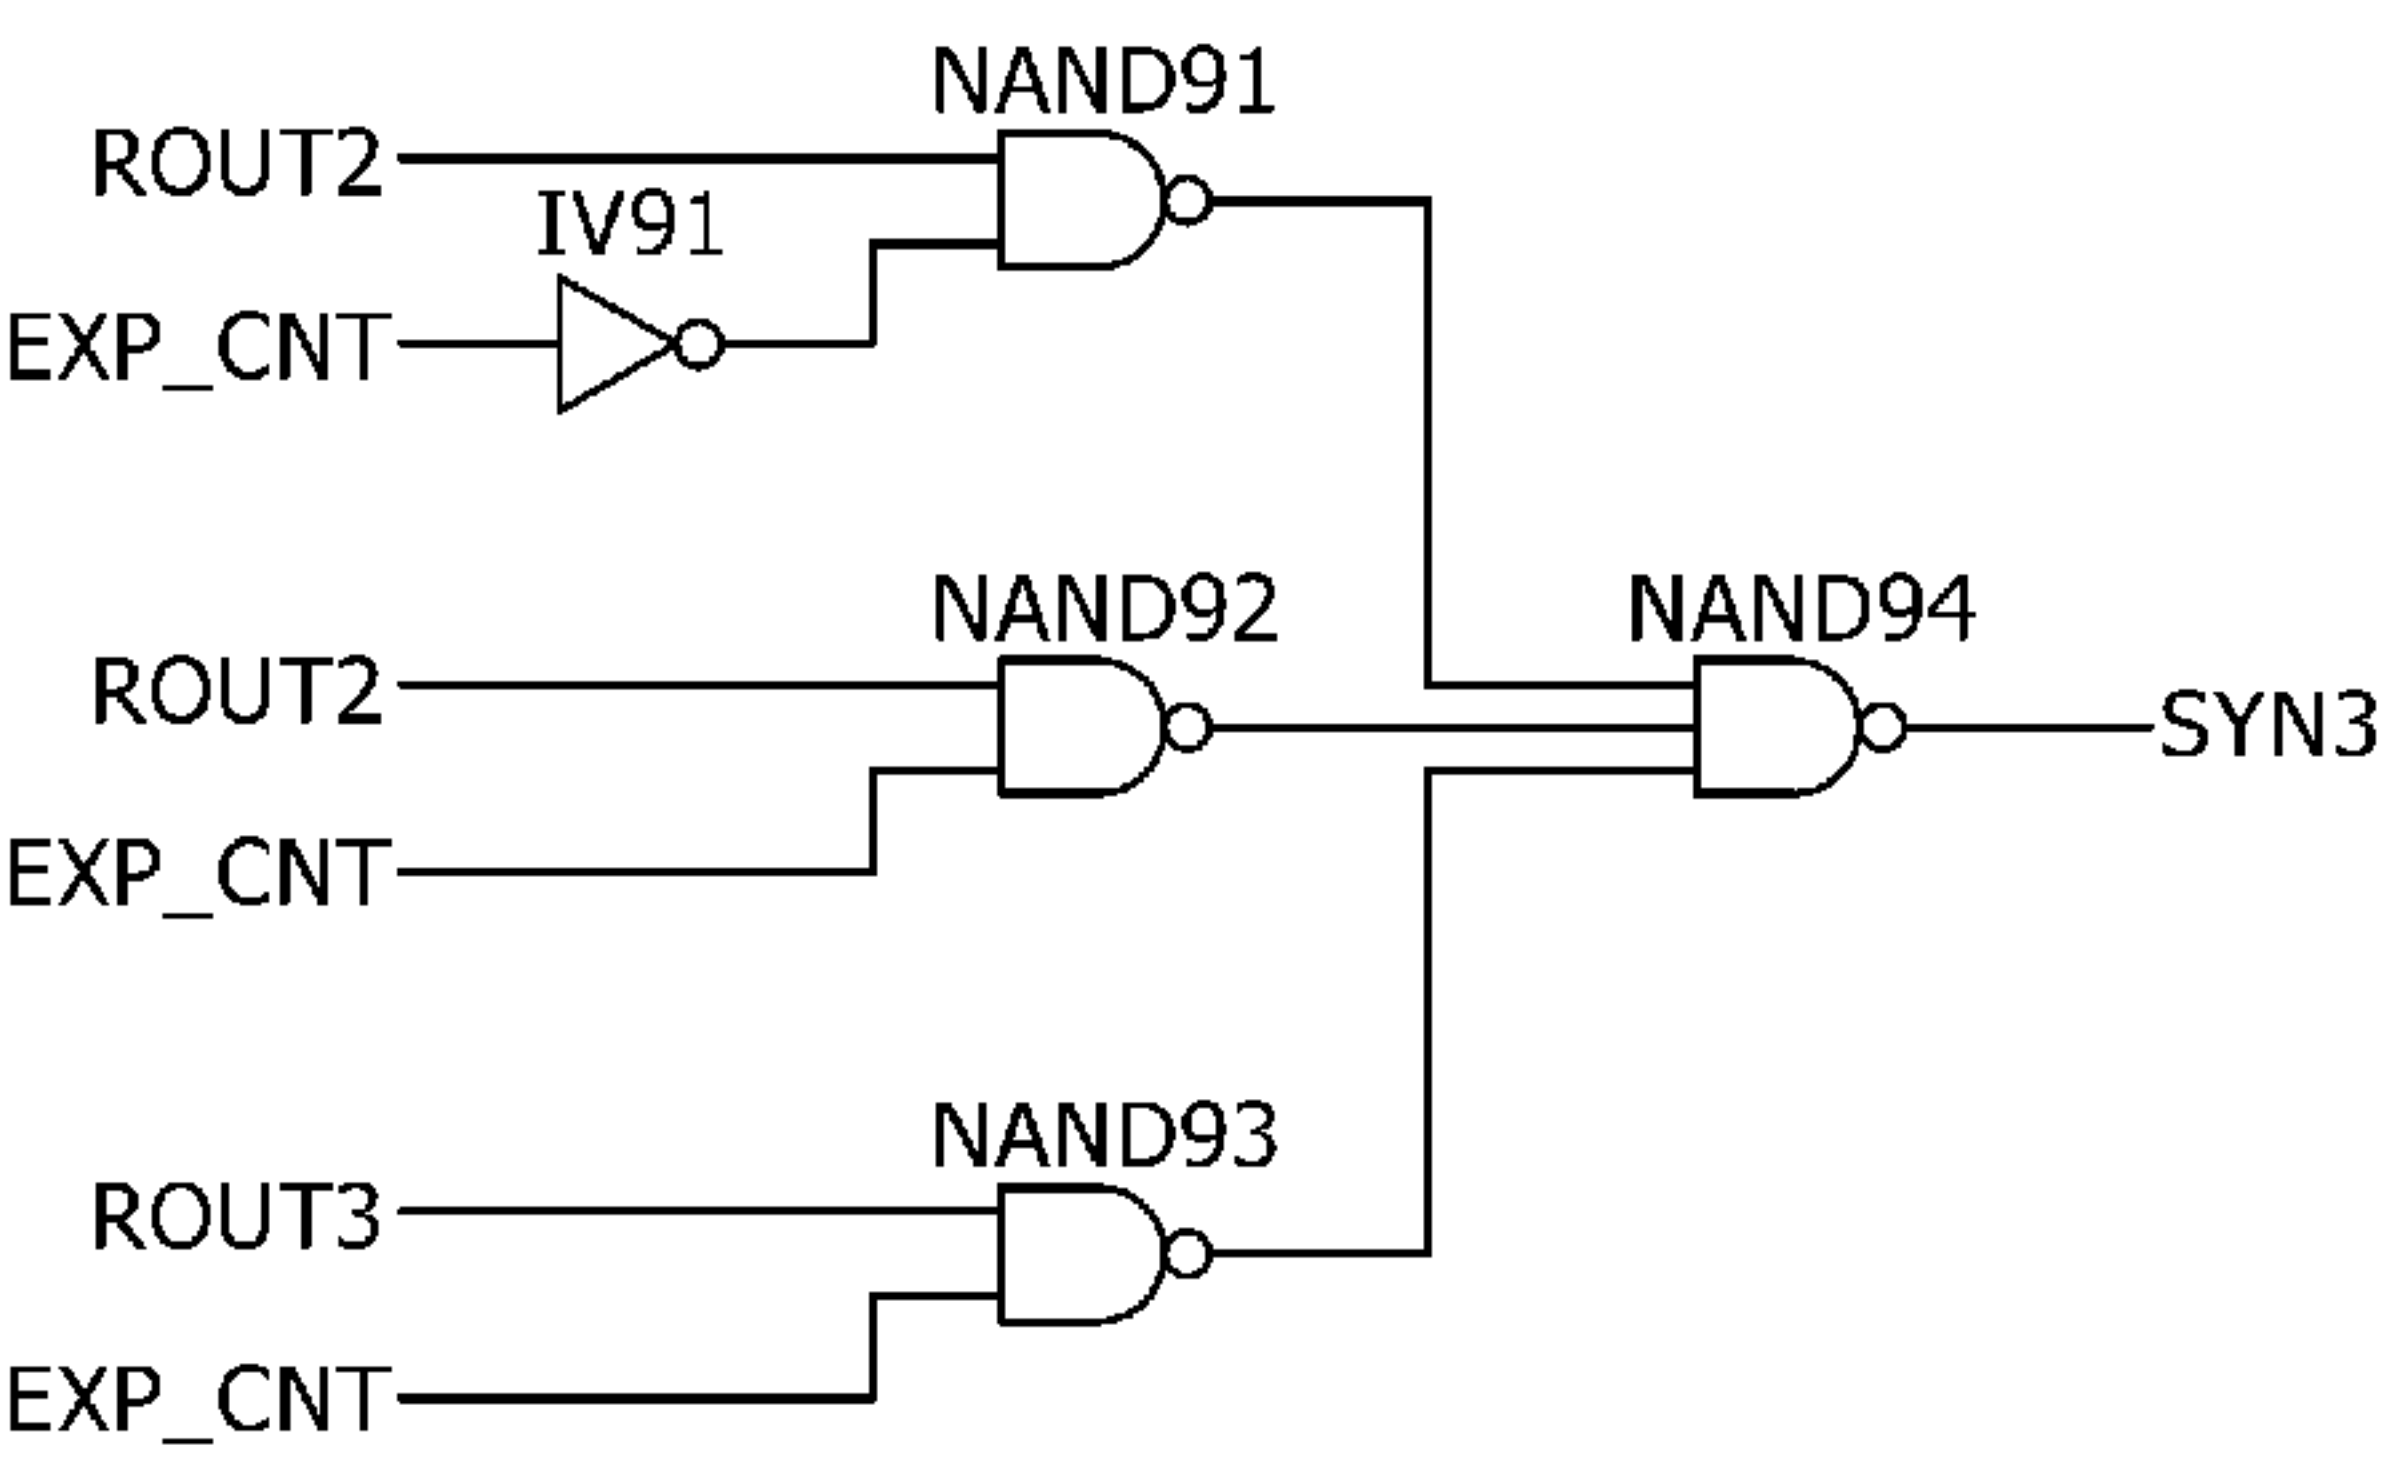 NAND91
ROUT2
IV91
EXP_CNT
NAND92
NAND94
ROUT2
SYN3
EXP_CNT
NAND93
ROUT3
EXP_CNT